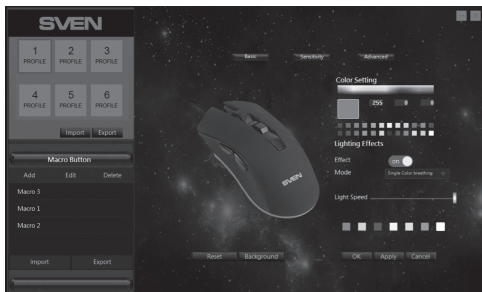 SVEN
1 2 3
PROFILE PROFILE PROFILE
4 5 6
PROFILE PROFILE PROFILE
Import Export
Macro Button
Add Edit Delete
Macro 3
Macro 1
Macro 2
Import Export
Basic Sensitivity Advanced
SVEN
Reset Background
Color Setting
255 0 0
Lighting Effects
Effect on
Mode Single Color breathing
Light Speed
OK Apply Cancel